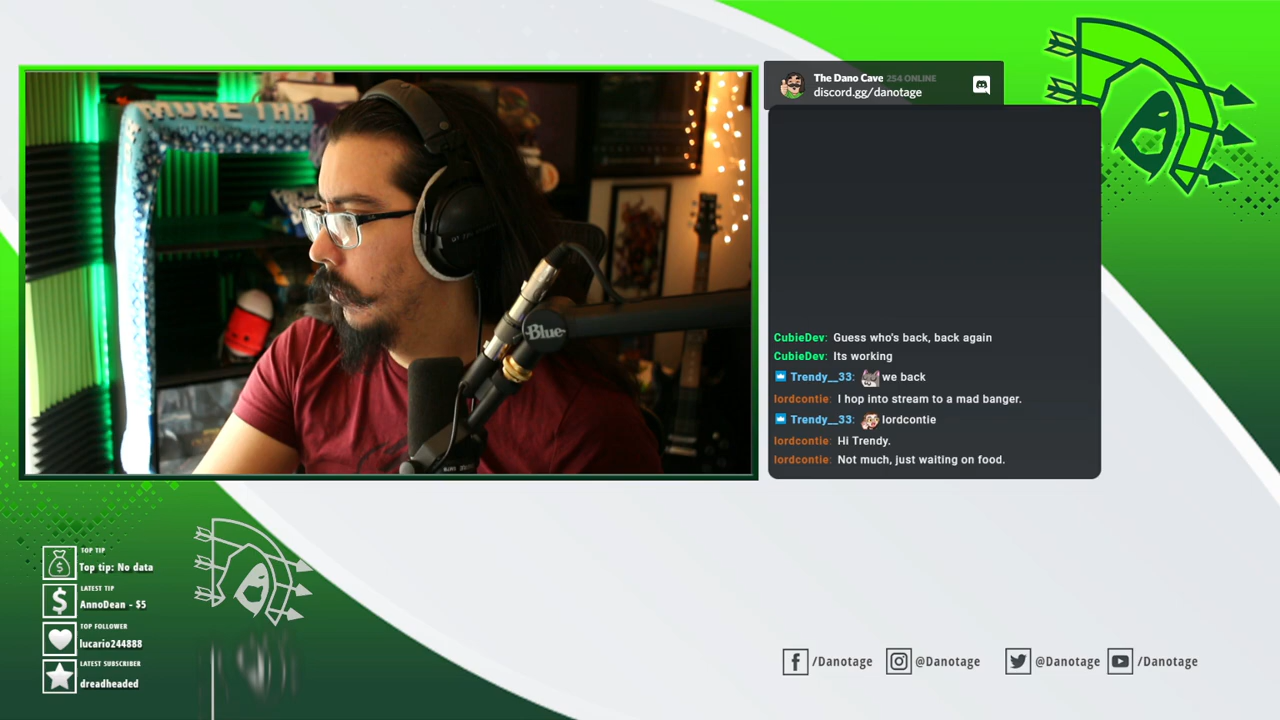 MORE THA
Blue
The Dano Cave 254 ONLINE
discord.gg/danotage
CubieDev: Guess who's back, back again
CubieDev: Its working
Trendy__33: we back
lordcontie: I hop into stream to a mad banger.
Trendy__33: lordcontie
lordcontie: Hi Trendy.
lordcontie: Not much, just waiting on food.
TOP TIP
Top tip: No data
LATEST TIP
AnnoDean - $5
TOP FOLLOWER
lucario244888
LATEST SUBSCRIBER
dreadheaded
/Danotage
@Danotage
@Danotage
/Danotage